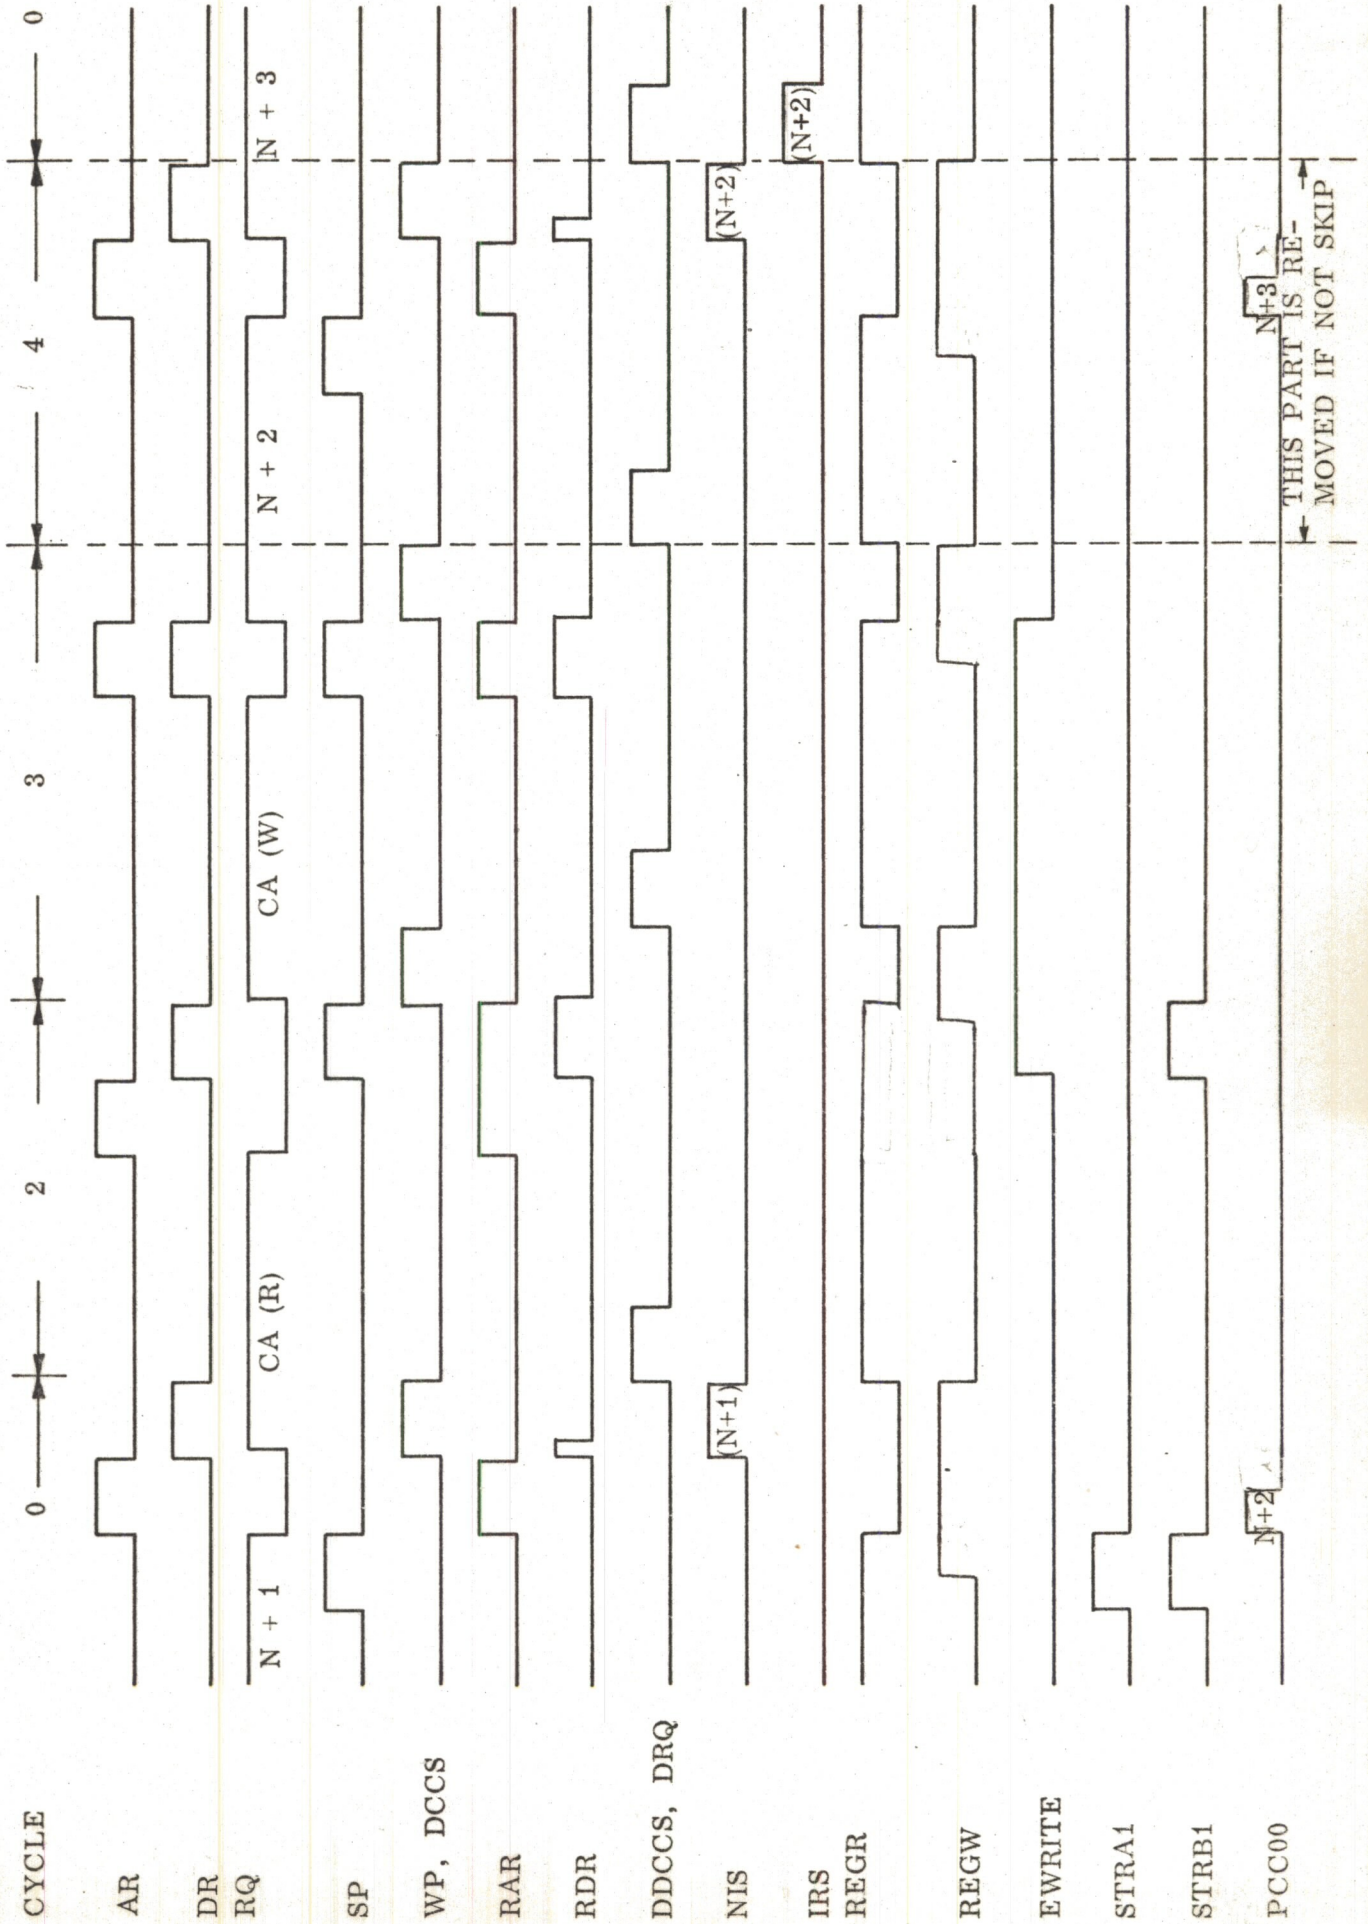 CYCLE 0 2 3 4 0
AR
DR
RQ N + 1 CA (R) CA (W) N + 2 N + 3
SP
WP, DCCS
RAR
RDR
DDCCS, DRQ
NIS (N+1) (N+2)
IRS (N+2)
REGR
REGW
EWRITE
STRA1
STRB1
PCC00 N+2 N+3
THIS PART IS RE-
MOVED IF NOT SKIP